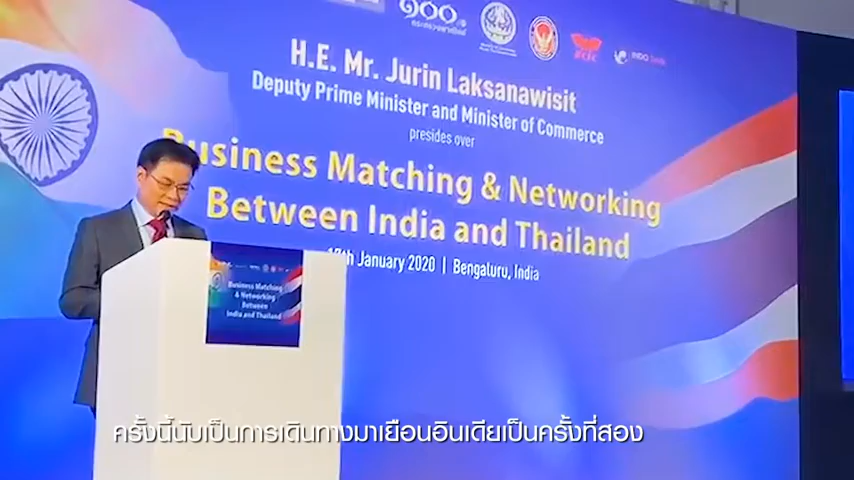 ๑๐๐
H.E. Mr. Jurin Laksanawisit
Deputy Prime Minister and Minister of Commerce
presides over
Business Matching & Networking
Between India and Thailand
January 2020 | Bengaluru, India
Business Matching
& Networking
Between
India and Thailand
ครั้งนี้นับเป็นการเดินทางมาเยือนอินเดียเป็นครั้งที่สอง